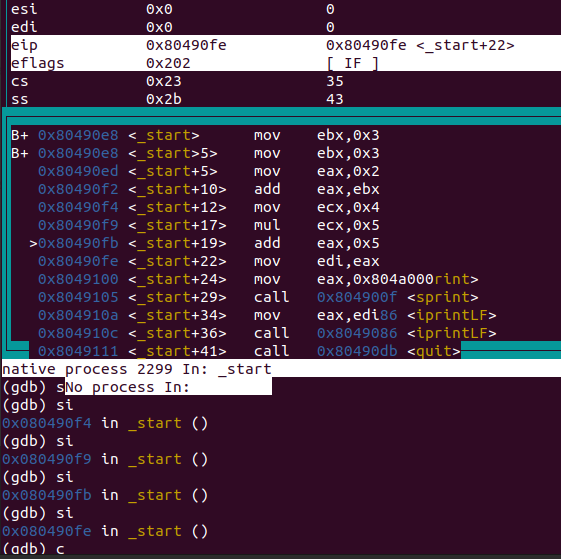 esi 0x0 0
edi 0x0 0
eip 0x80490fe 0x80490fe <_start+22>
eflags 0x202 [ IF ]
cs 0x23 35
ss 0x2b 43
B+ 0x80490e8 <_start> mov ebx,0x3
B+ 0x80490e8 <_start>5> mov ebx,0x3
0x80490ed <_start+5> mov eax,0x2
0x80490f2 <_start+10> add eax,ebx
0x80490f4 <_start+12> mov ecx,0x4
0x80490f9 <_start+17> mul ecx,0x5
>0x80490fb <_start+19> add eax,0x5
0x80490fe <_start+22> mov edi,eax
0x8049100 <_start+24> mov eax,0x804a000rint>
0x8049105 <_start+29> call 0x804900f <sprint>
0x804910a <_start+34> mov eax,edi86 <iprintLF>
0x804910c <_start+36> call 0x8049086 <iprintLF>
0x8049111 <_start+41> call 0x80490db <quit>
native process 2299 In: _start
(gdb) sNo process In:
(gdb) si
0x080490f4 in _start ()
(gdb) si
0x080490f9 in _start ()
(gdb) si
0x080490fb in _start ()
(gdb) si
0x080490fe in _start ()
(gdb) c